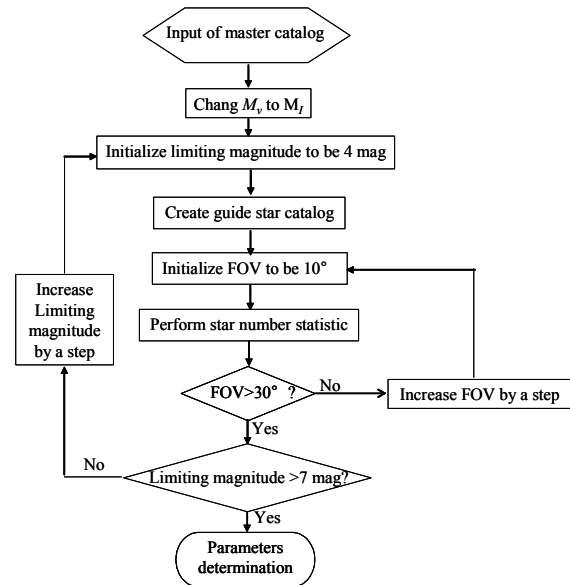 Input of master catalog
Chang Mv to MI
Initialize limiting magnitude to be 4 mag
Create guide star catalog
Initialize FOV to be 10°
Increase
Limiting
magnitude
by a step
Perform star number statistic
FOV>30° ?
No
Increase FOV by a step
Yes
No
Limiting magnitude >7 mag?
Yes
Parameters
determination